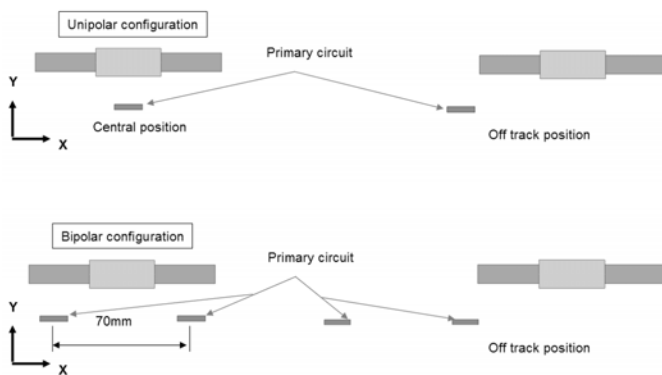 Unipolar configuration
Primary circuit
Y
Central position
Off track position
X
Bipolar configuration
Primary circuit
Y
70mm
Off track position
X